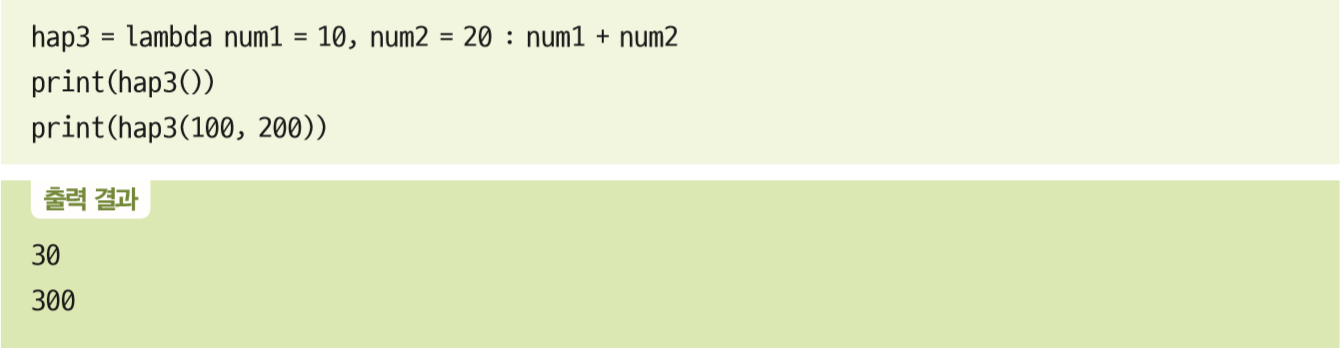 hap3 = lambda num1 = 10, num2 = 20 : num1 + num2
print(hap3())
print(hap3(100, 200))
출력 결과
30
300